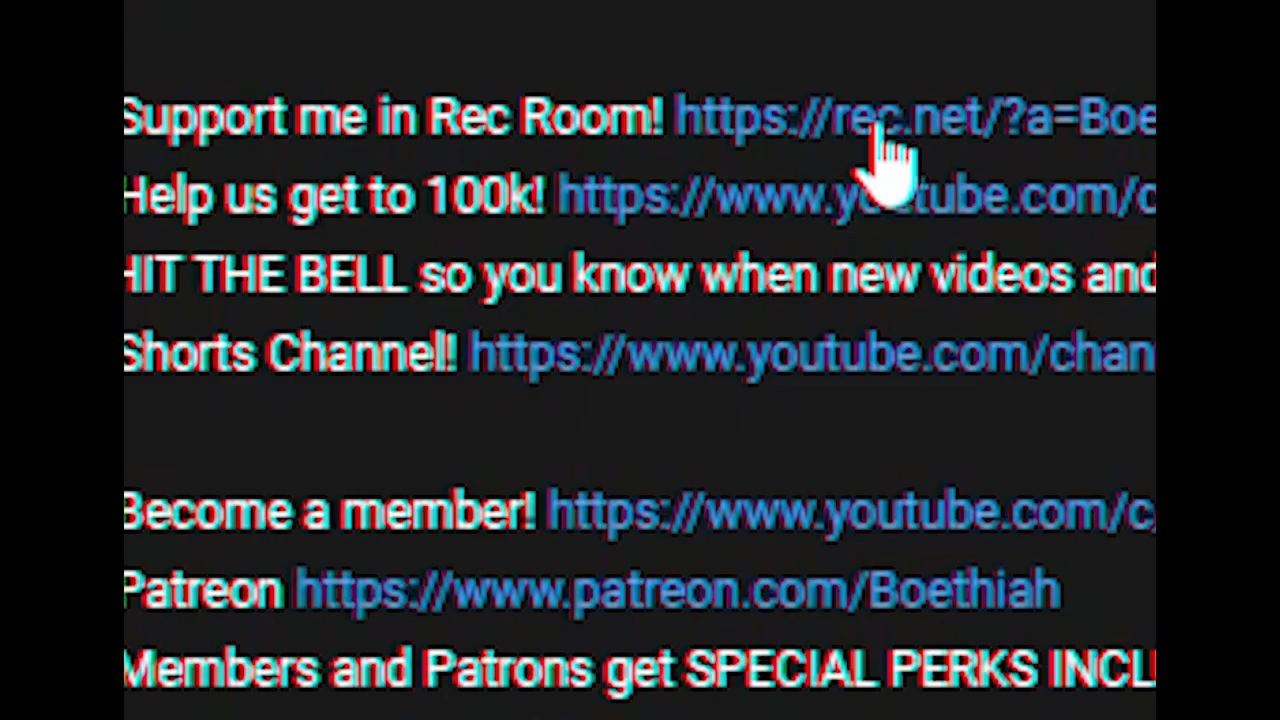 Support me in Rec Room! https://rec.net/?a=Boe
Help us get to 100k! https://www.youtube.com/c
HIT THE BELL so you know when new videos and
Shorts Channel! https://www.youtube.com/chan
Become a member! https://www.youtube.com/c
Patreon https://www.patreon.com/Boethiah
Members and Patrons get SPECIAL PERKS INCL